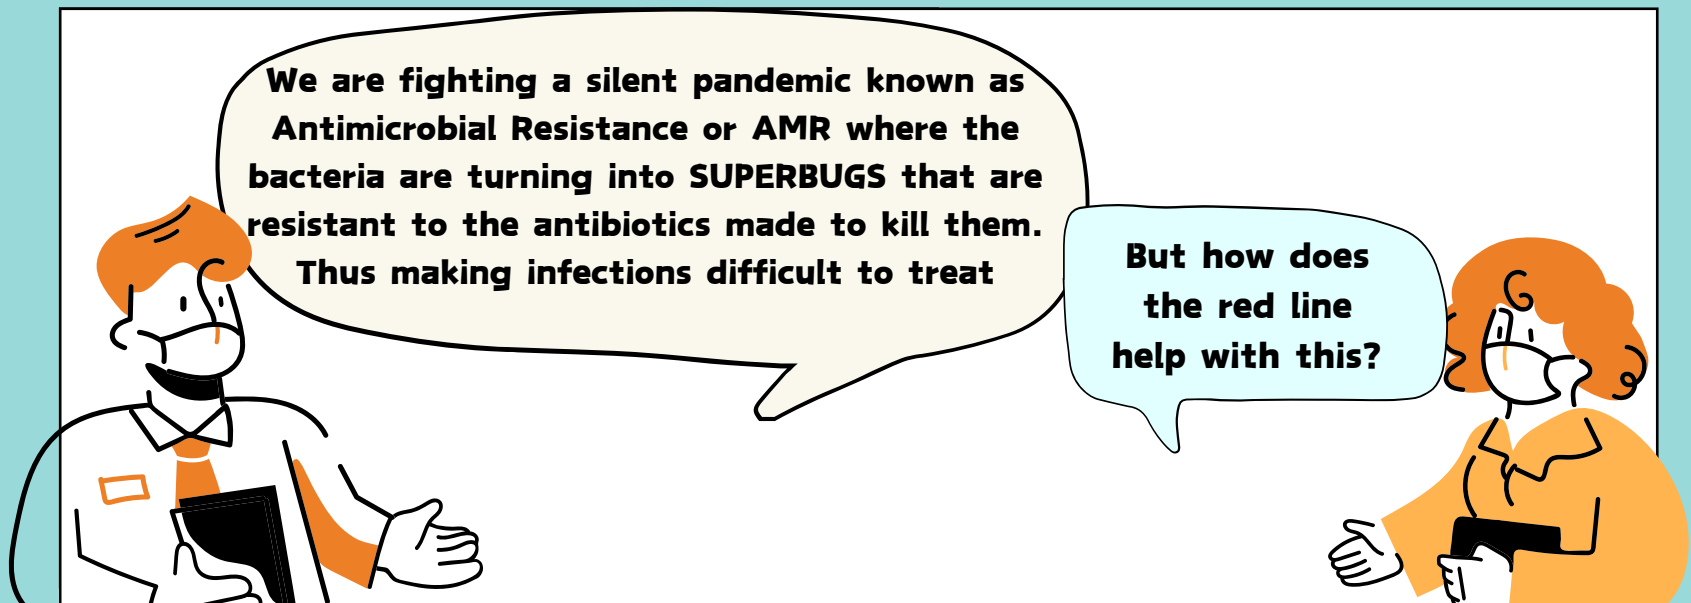 We are fighting a silent pandemic known as
Antimicrobial Resistance or AMR where the
bacteria are turning into SUPERBUGS that are
resistant to the antibiotics made to kill them.
Thus making infections difficult to treat
But how does
the red line
help with this?